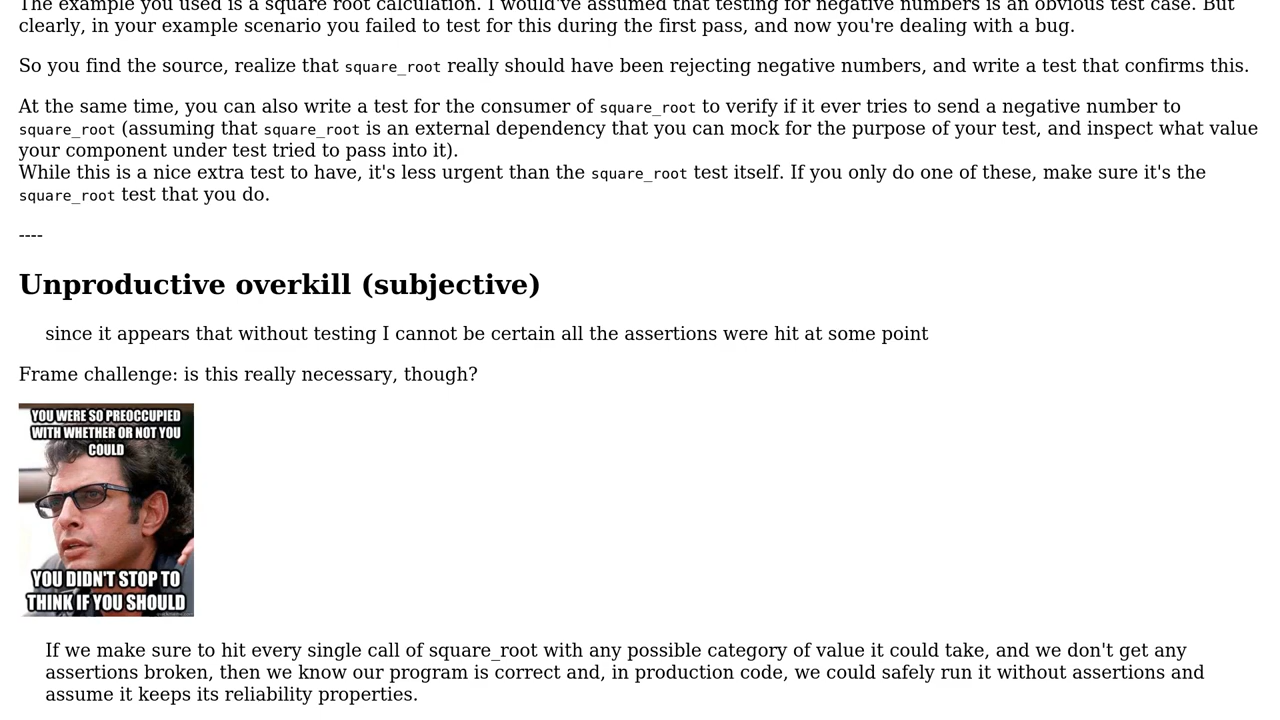 The example you used is a square root calculation. I would've assumed that testing for negative numbers is an obvious test case. But
clearly, in your example scenario you failed to test for this during the first pass, and now you're dealing with a bug.
So you find the source, realize that square_root really should have been rejecting negative numbers, and write a test that confirms this.
At the same time, you can also write a test for the consumer of square_root to verify if it ever tries to send a negative number to
square_root (assuming that square_root is an external dependency that you can mock for the purpose of your test, and inspect what value
your component under test tried to pass into it).
While this is a nice extra test to have, it's less urgent than the square_root test itself. If you only do one of these, make sure it's the
square_root test that you do.
----
Unproductive overkill (subjective)
since it appears that without testing I cannot be certain all the assertions were hit at some point
Frame challenge: is this really necessary, though?
YOU WERE SO PREOCCUPIED
WITH WHETHER OR NOT YOU
COULD
YOU DIDN'T STOP TO
THINK IF YOU SHOULD
If we make sure to hit every single call of square_root with any possible category of value it could take, and we don't get any
assertions broken, then we know our program is correct and, in production code, we could safely run it without assertions and
assume it keeps its reliability properties.